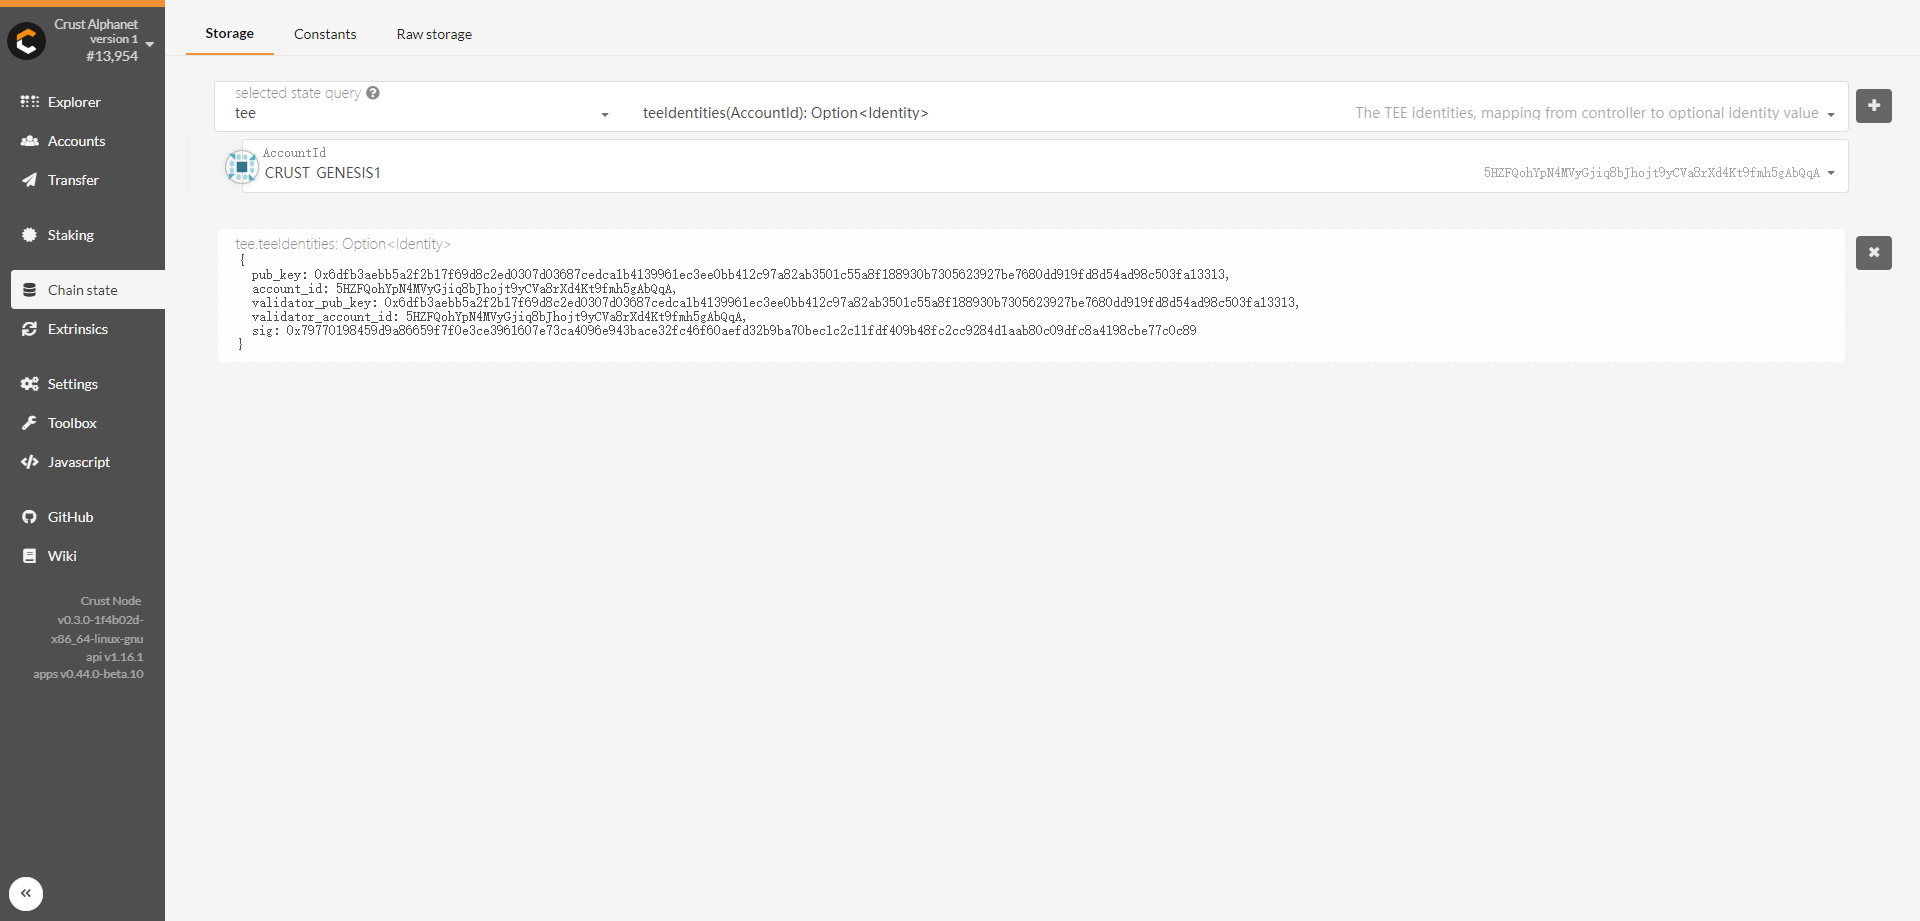 Crust Alphanet
version 1
#13,954
Explorer
Accounts
Transfer
Staking
Chain state
Extrinsics
Settings
Toolbox
Javascript
GitHub
Wiki
Crust Node
v0.3.0-1f4b02d-
x86_64-linux-gnu
api v1.16.1
apps v0.44.0-beta.10
Storage Constants Raw storage
selected state query
tee teeIdentities(AccountId): Option<Identity> The TEE identities, mapping from controller to optional identity value
AccountId
CRUST GENESIS1 5HZFQohYpN4MVyGjiq8bJhojt9yCVa8rXd4Kt9fmh5gAbQqA
tee.teeIdentities: Option<Identity>
{
pub_key: 0x6dfb3aebb5a2f2b17f69d8c2ed0307d03687cedca1b4139961ec3ee0bb412c97a82ab3501c55a8f188930b7305623927be7680dd919fd8d54ad98c503fa13313,
account_id: 5HZFQohYpN4MVyGjiq8bJhojt9yCVa8rXd4Kt9fmh5gAbQqA,
validator_pub_key: 0x6dfb3aebb5a2f2b17f69d8c2ed0307d03687cedca1b4139961ec3ee0bb412c97a82ab3501c55a8f188930b7305623927be7680dd919fd8d54ad98c503fa13313,
validator_account_id: 5HZFQohYpN4MVyGjiq8bJhojt9yCVa8rXd4Kt9fmh5gAbQqA,
sig: 0x79770198459d9a86659f7f0e3ce3961607e73ca4096e943bace32fc46f60aefd32b9ba70bec1c2c11fdf409b48fc2cc9284d1aab80c09dfc8a4198cbe77c0c89
}